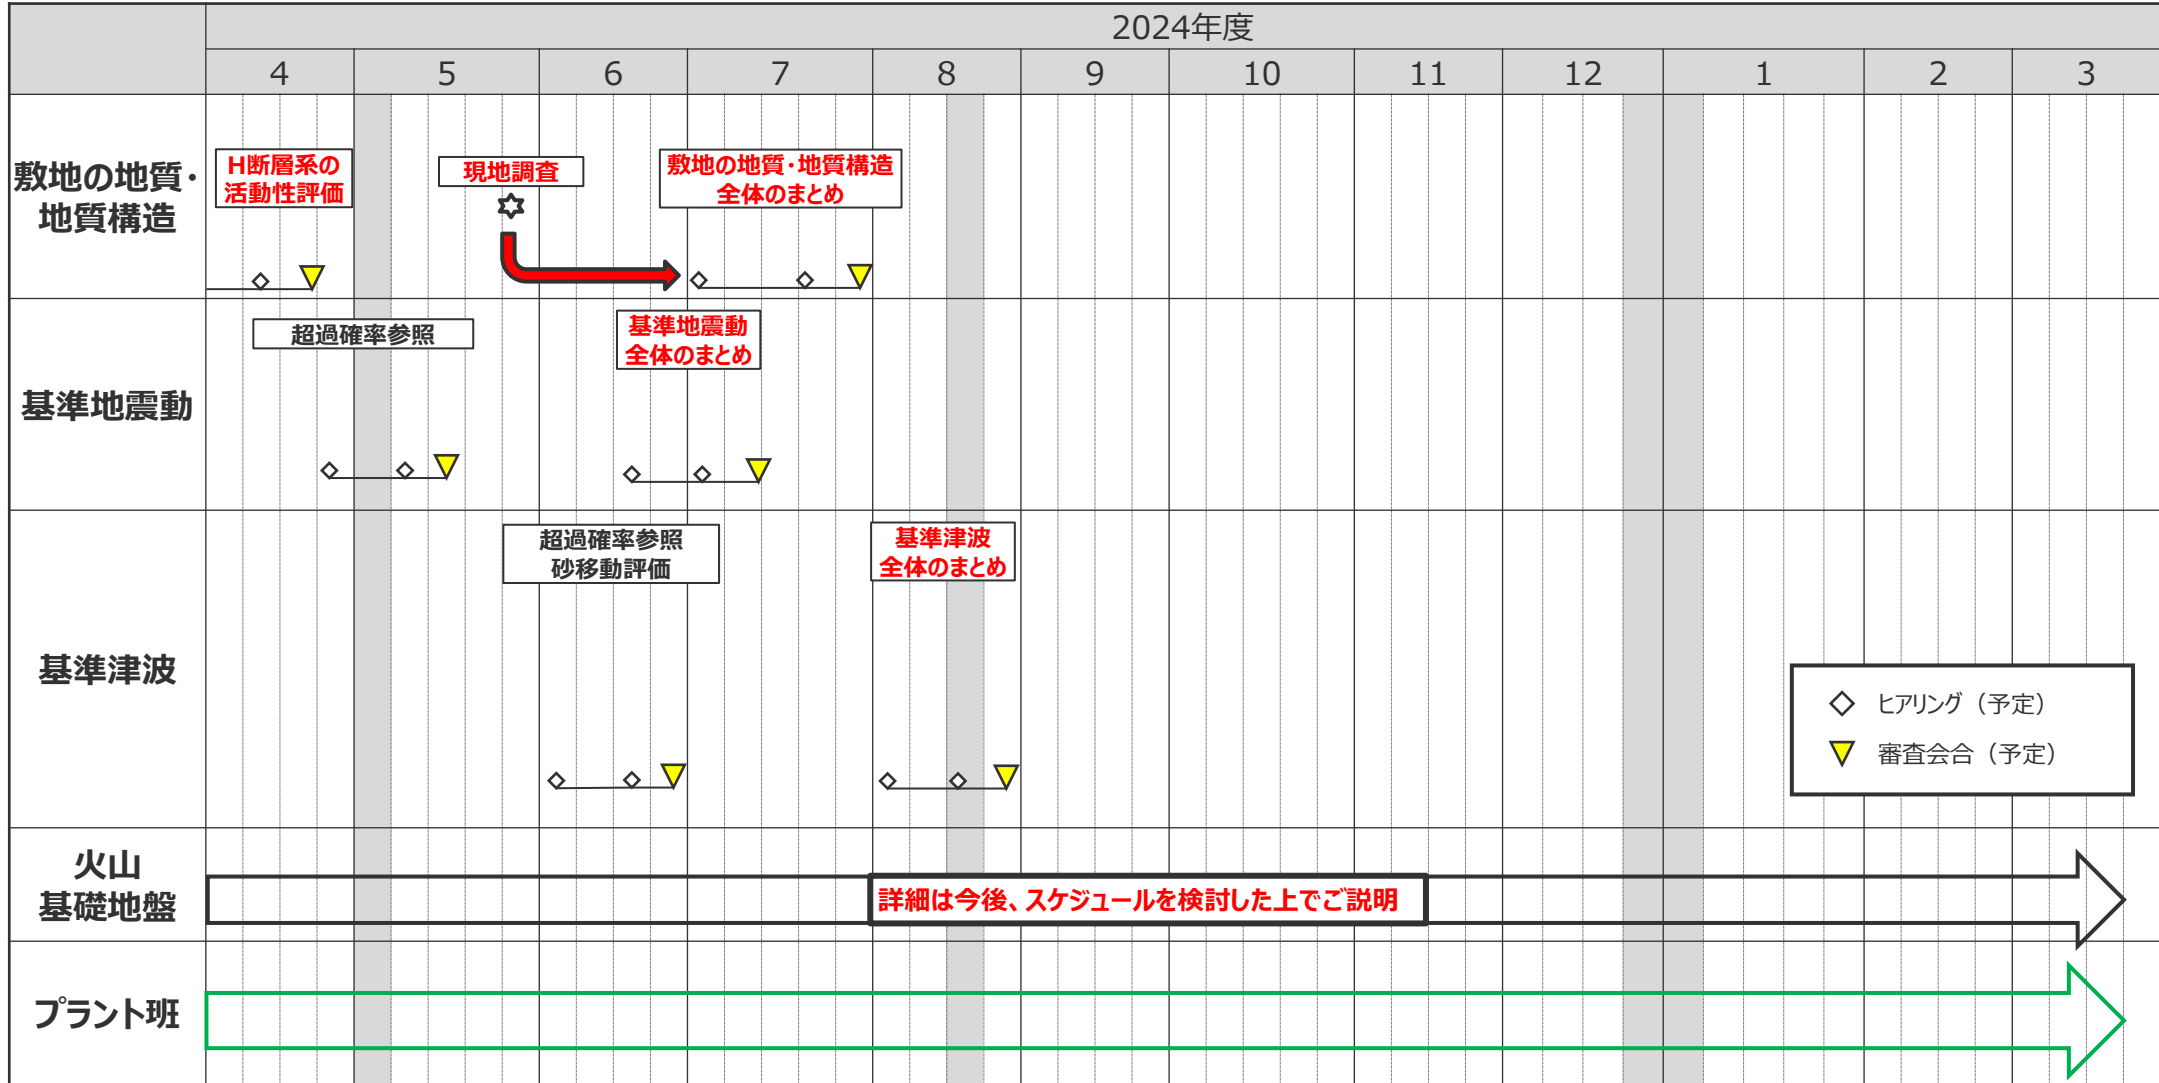 2024年度
4 5 6 7 8 9 10 11 12 1 2 3
敷地の地質・
地質構造
H断層系の
活動性評価
現地調査
敷地の地質・地質構造
全体のまとめ
基準地震動
超過確率参照
基準地震動
全体のまとめ
基準津波
超過確率参照
砂移動評価
基準津波
全体のまとめ
ヒアリング（予定）
審査会合（予定）
火山
基礎地盤
詳細は今後、スケジュールを検討した上でご説明
プラント班